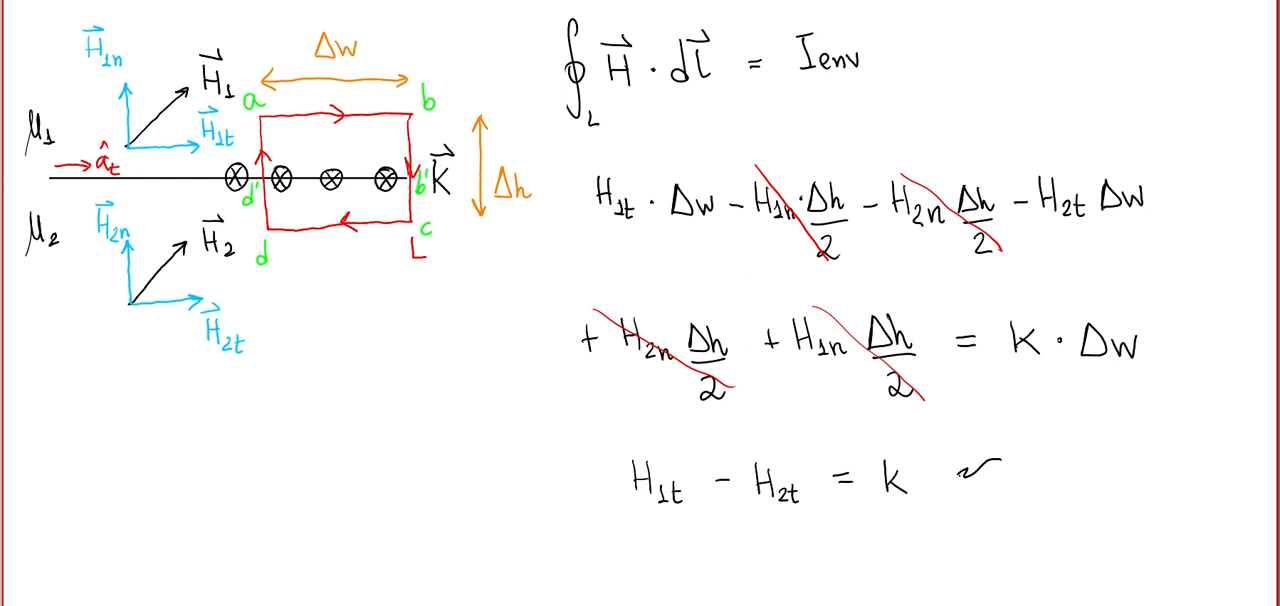 H⃗₁ₙ
H⃗₁
H⃗₁t
μ₁
â_t
Δw
a
b
K⃗
d'
b'
Δh
μ₂
H⃗₂ₙ
H⃗₂
H⃗₂t
d
c
L
∮_L H⃗ · dl⃗ = Ienv
H₁t · Δw − H₁ₙ · Δh/2 − H₂ₙ Δh/2 − H₂t Δw
+ H₂ₙ Δh/2 + H₁ₙ Δh/2 = K · Δw
H₁t − H₂t = K